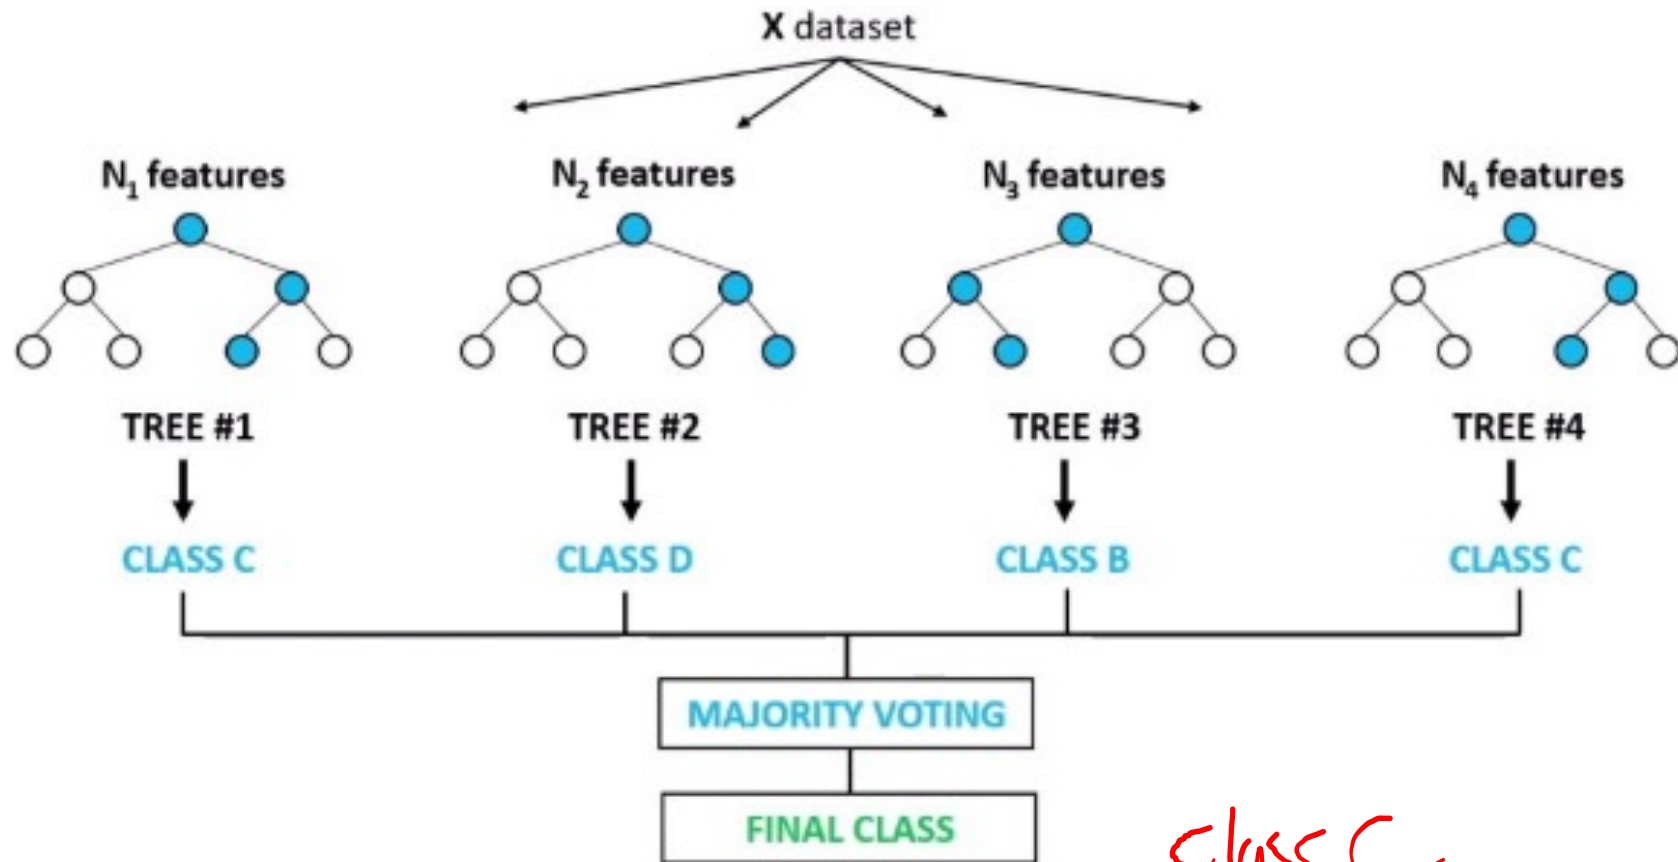 X dataset
N1 features N2 features N3 features N4 features
TREE #1 TREE #2 TREE #3 TREE #4
CLASS C CLASS D CLASS B CLASS C
MAJORITY VOTING
FINAL CLASS
class C